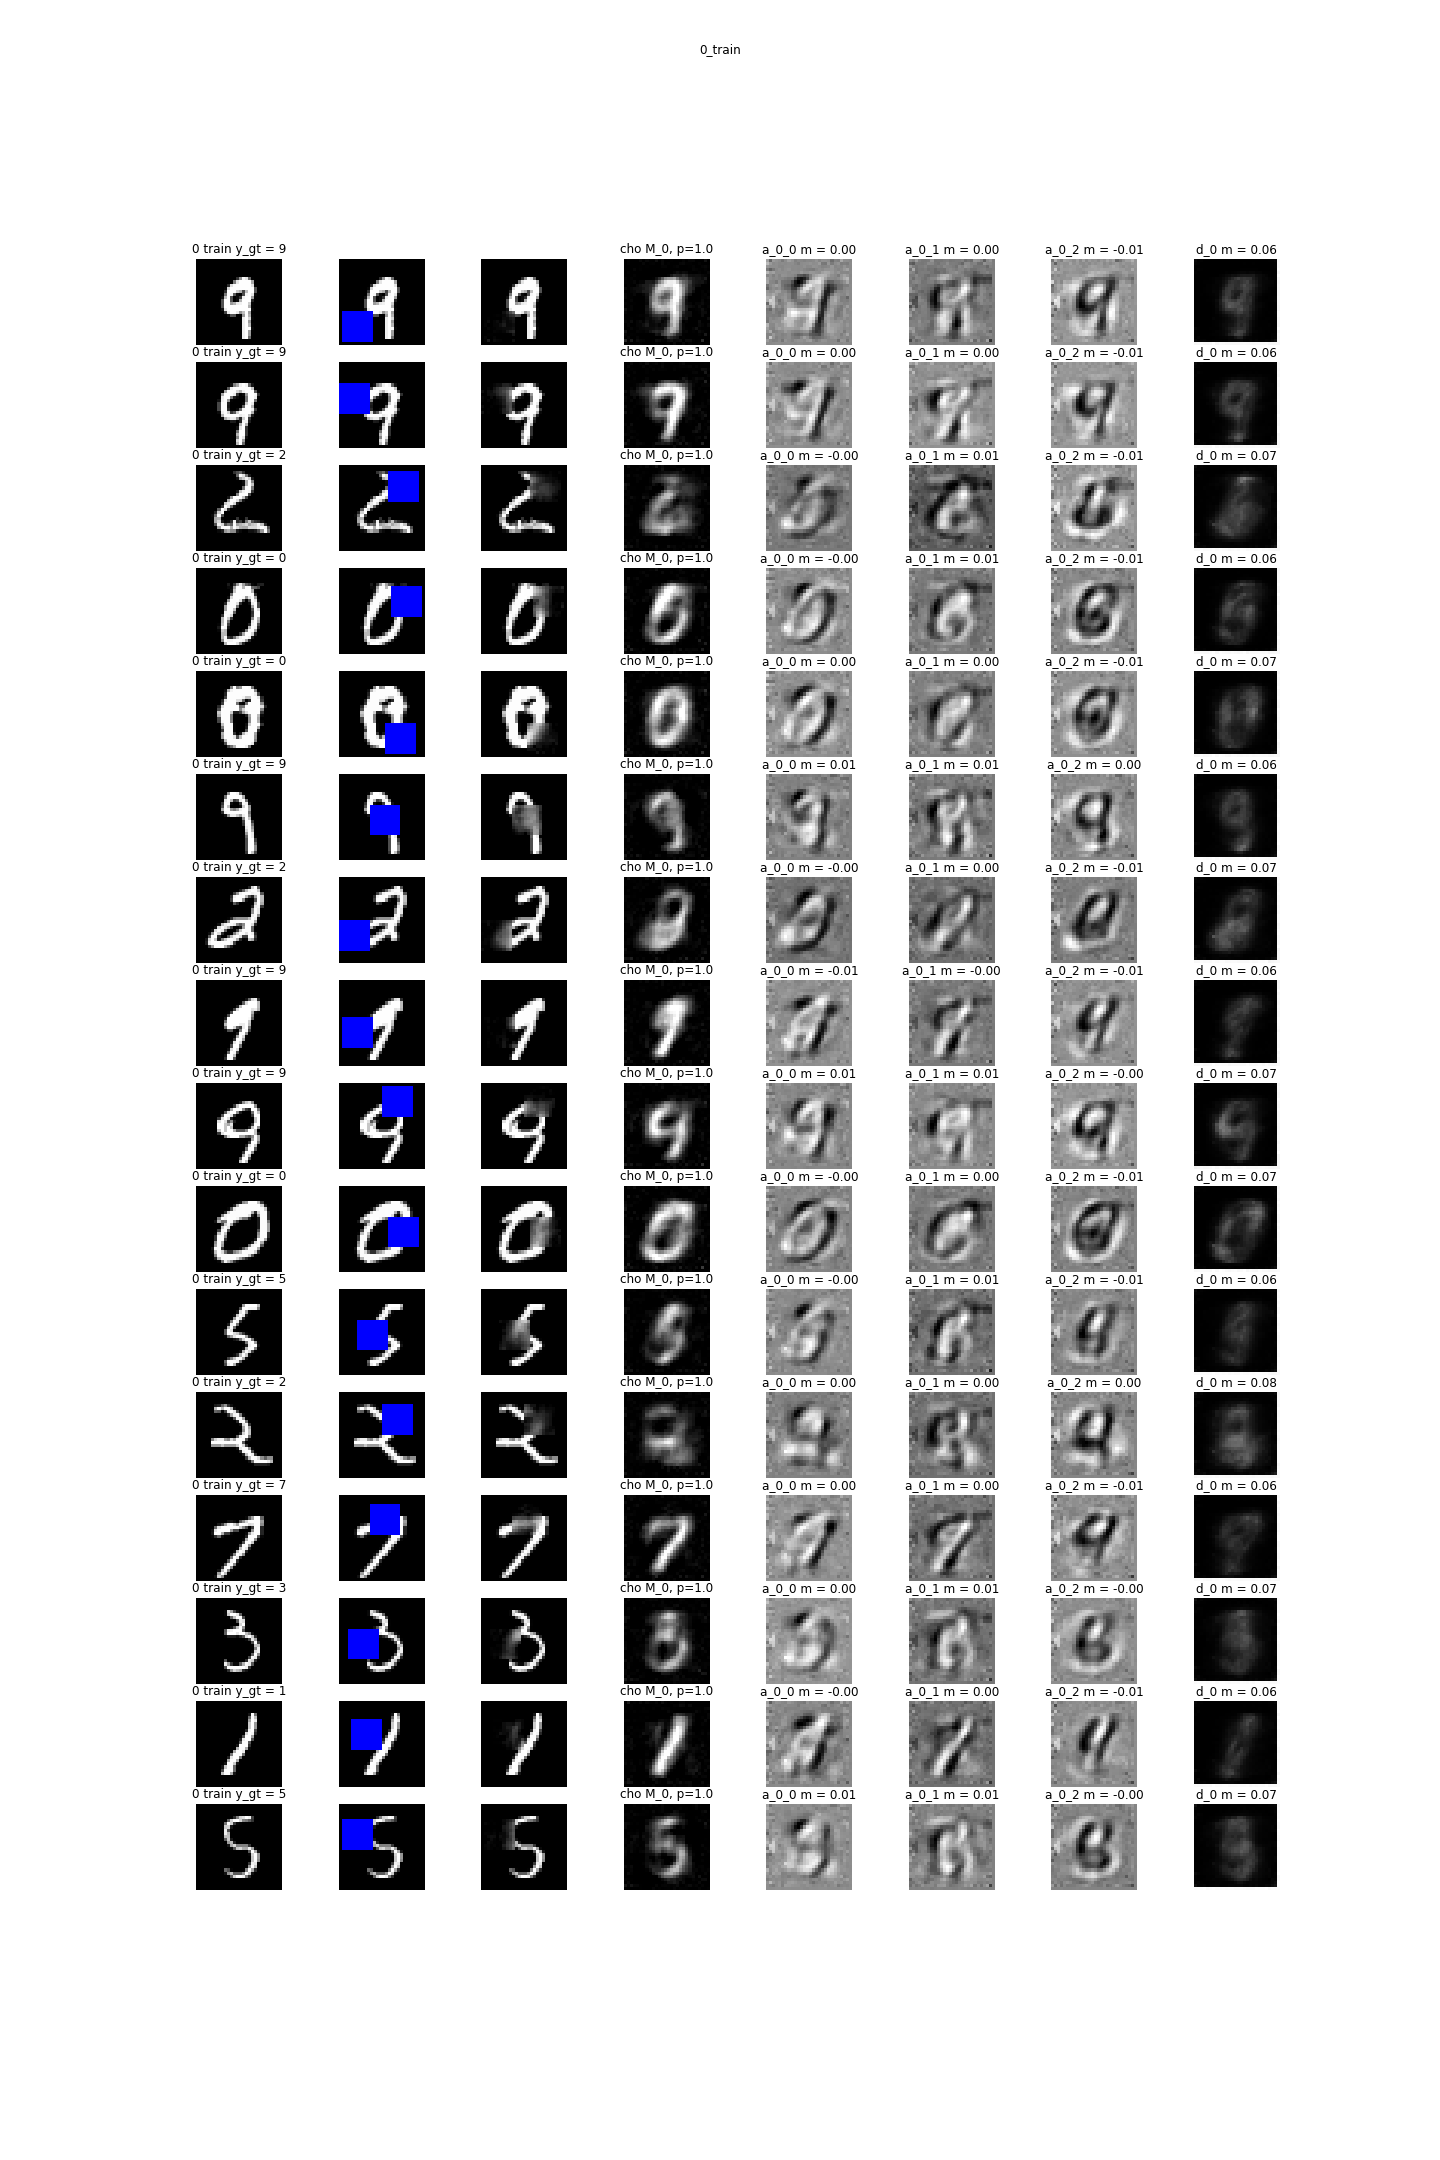 0_train
0 train y_gt = 9 cho M_0, p=1.0 a_0_0 m = 0.00 a_0_1 m = 0.00 a_0_2 m = -0.01 d_0 m = 0.06
0 train y_gt = 9 cho M_0, p=1.0 a_0_0 m = 0.00 a_0_1 m = 0.00 a_0_2 m = -0.01 d_0 m = 0.06
0 train y_gt = 2 cho M_0, p=1.0 a_0_0 m = -0.00 a_0_1 m = 0.01 a_0_2 m = -0.01 d_0 m = 0.07
0 train y_gt = 0 cho M_0, p=1.0 a_0_0 m = -0.00 a_0_1 m = 0.01 a_0_2 m = -0.01 d_0 m = 0.06
0 train y_gt = 0 cho M_0, p=1.0 a_0_0 m = 0.00 a_0_1 m = 0.00 a_0_2 m = -0.01 d_0 m = 0.07
0 train y_gt = 9 cho M_0, p=1.0 a_0_0 m = 0.01 a_0_1 m = 0.01 a_0_2 m = 0.00 d_0 m = 0.06
0 train y_gt = 2 cho M_0, p=1.0 a_0_0 m = -0.00 a_0_1 m = 0.00 a_0_2 m = -0.01 d_0 m = 0.07
0 train y_gt = 9 cho M_0, p=1.0 a_0_0 m = -0.01 a_0_1 m = -0.00 a_0_2 m = -0.01 d_0 m = 0.06
0 train y_gt = 9 cho M_0, p=1.0 a_0_0 m = 0.01 a_0_1 m = 0.01 a_0_2 m = -0.00 d_0 m = 0.07
0 train y_gt = 0 cho M_0, p=1.0 a_0_0 m = -0.00 a_0_1 m = 0.00 a_0_2 m = -0.01 d_0 m = 0.07
0 train y_gt = 5 cho M_0, p=1.0 a_0_0 m = -0.00 a_0_1 m = 0.01 a_0_2 m = -0.01 d_0 m = 0.06
0 train y_gt = 2 cho M_0, p=1.0 a_0_0 m = 0.00 a_0_1 m = 0.00 a_0_2 m = 0.00 d_0 m = 0.08
0 train y_gt = 7 cho M_0, p=1.0 a_0_0 m = 0.00 a_0_1 m = 0.00 a_0_2 m = -0.01 d_0 m = 0.06
0 train y_gt = 3 cho M_0, p=1.0 a_0_0 m = 0.00 a_0_1 m = 0.01 a_0_2 m = -0.00 d_0 m = 0.07
0 train y_gt = 1 cho M_0, p=1.0 a_0_0 m = -0.00 a_0_1 m = 0.00 a_0_2 m = -0.01 d_0 m = 0.06
0 train y_gt = 5 cho M_0, p=1.0 a_0_0 m = 0.01 a_0_1 m = 0.01 a_0_2 m = -0.00 d_0 m = 0.07